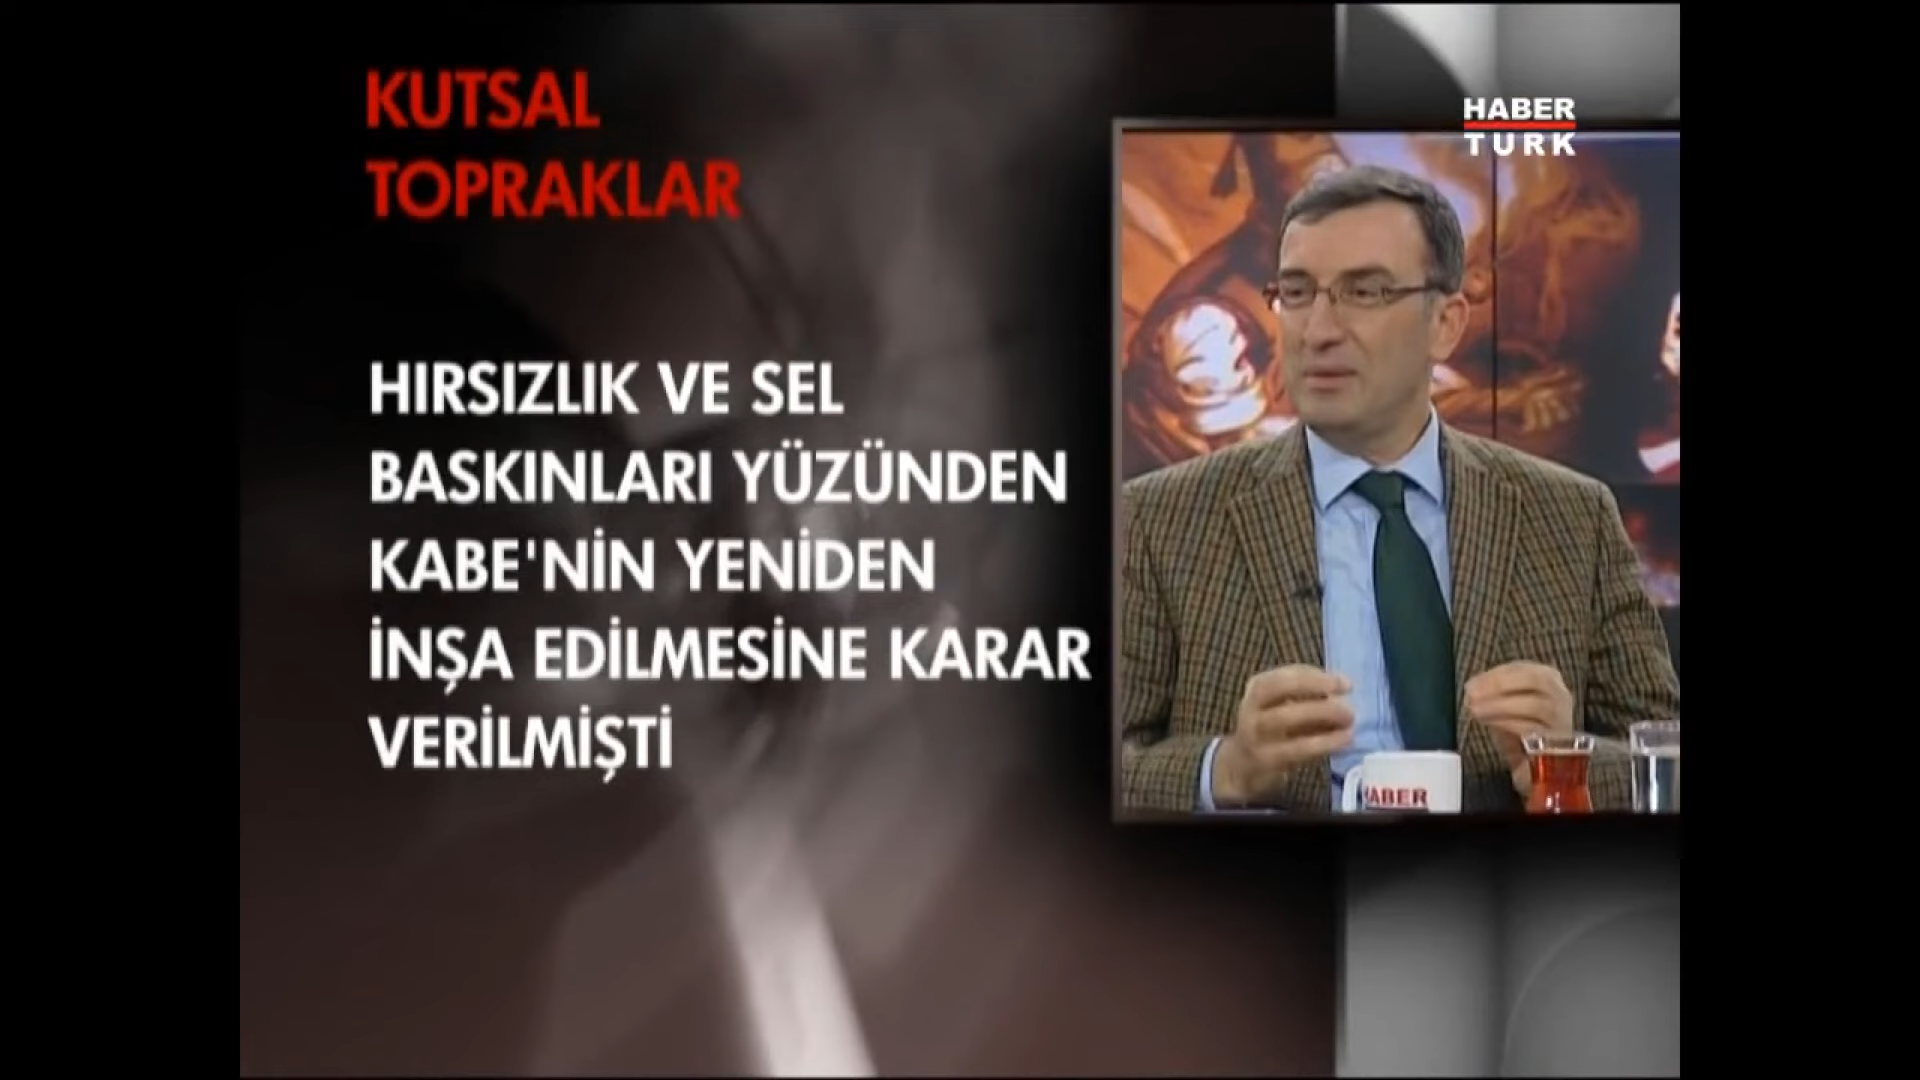 KUTSAL
TOPRAKLAR
HABER
TURK
HIRSIZLIK VE SEL
BASKINLARI YÜZÜNDEN
KABE'NİN YENİDEN
İNŞA EDİLMESİNE KARAR
VERİLMİŞTİ
HABER